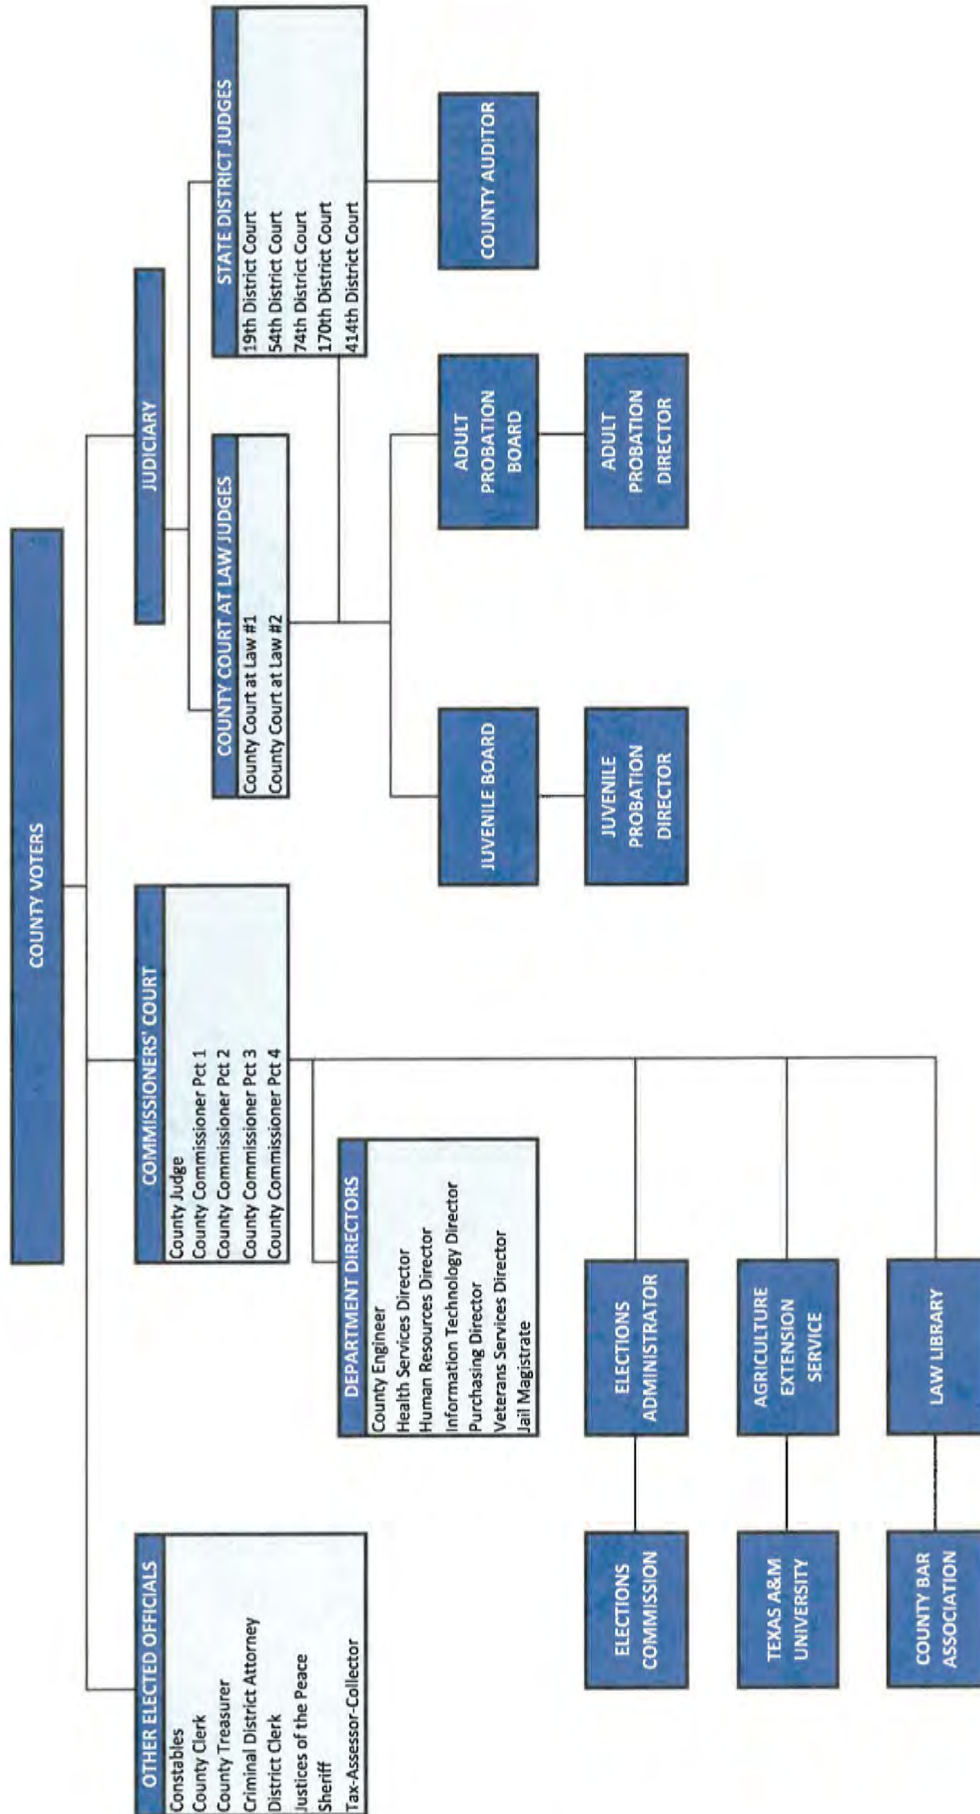 COUNTY VOTERS
OTHER ELECTED OFFICIALS
Constables
County Clerk
County Treasurer
Criminal District Attorney
District Clerk
Justices of the Peace
Sheriff
Tax-Assessor-Collector
COMMISSIONERS' COURT
County Judge
County Commissioner Pct 1
County Commissioner Pct 2
County Commissioner Pct 3
County Commissioner Pct 4
JUDICIARY
COUNTY COURT AT LAW JUDGES
County Court at Law #1
County Court at Law #2
STATE DISTRICT JUDGES
19th District Court
54th District Court
74th District Court
170th District Court
414th District Court
DEPARTMENT DIRECTORS
County Engineer
Health Services Director
Human Resources Director
Information Technology Director
Purchasing Director
Veterans Services Director
Jail Magistrate
JUVENILE BOARD
ADULT
PROBATION
BOARD
COUNTY AUDITOR
JUVENILE
PROBATION
DIRECTOR
ADULT
PROBATION
DIRECTOR
ELECTIONS
COMMISSION
ELECTIONS
ADMINISTRATOR
TEXAS A&M
UNIVERSITY
AGRICULTURE
EXTENSION
SERVICE
COUNTY BAR
ASSOCIATION
LAW LIBRARY